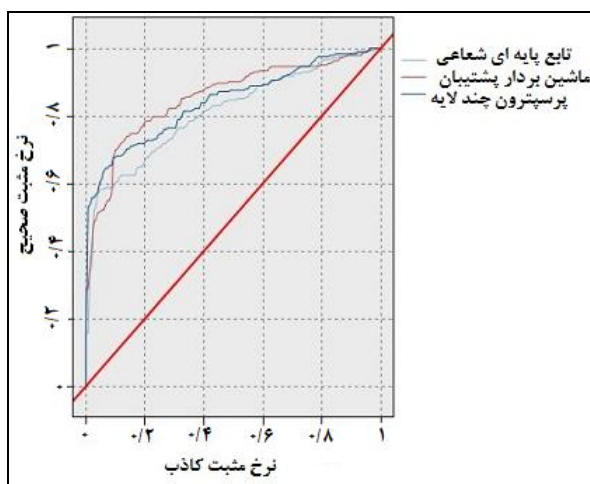 تابع پایه ای شعاعی
ماشین بردار پشتیبان
پرسپترون چند لایه
نرخ مثبت صحیح
۱
۰/۸
۰/۶
۰/۴
۰/۲
۰
۰ ۰/۲ ۰/۴ ۰/۶ ۰/۸ ۱
نرخ مثبت کاذب